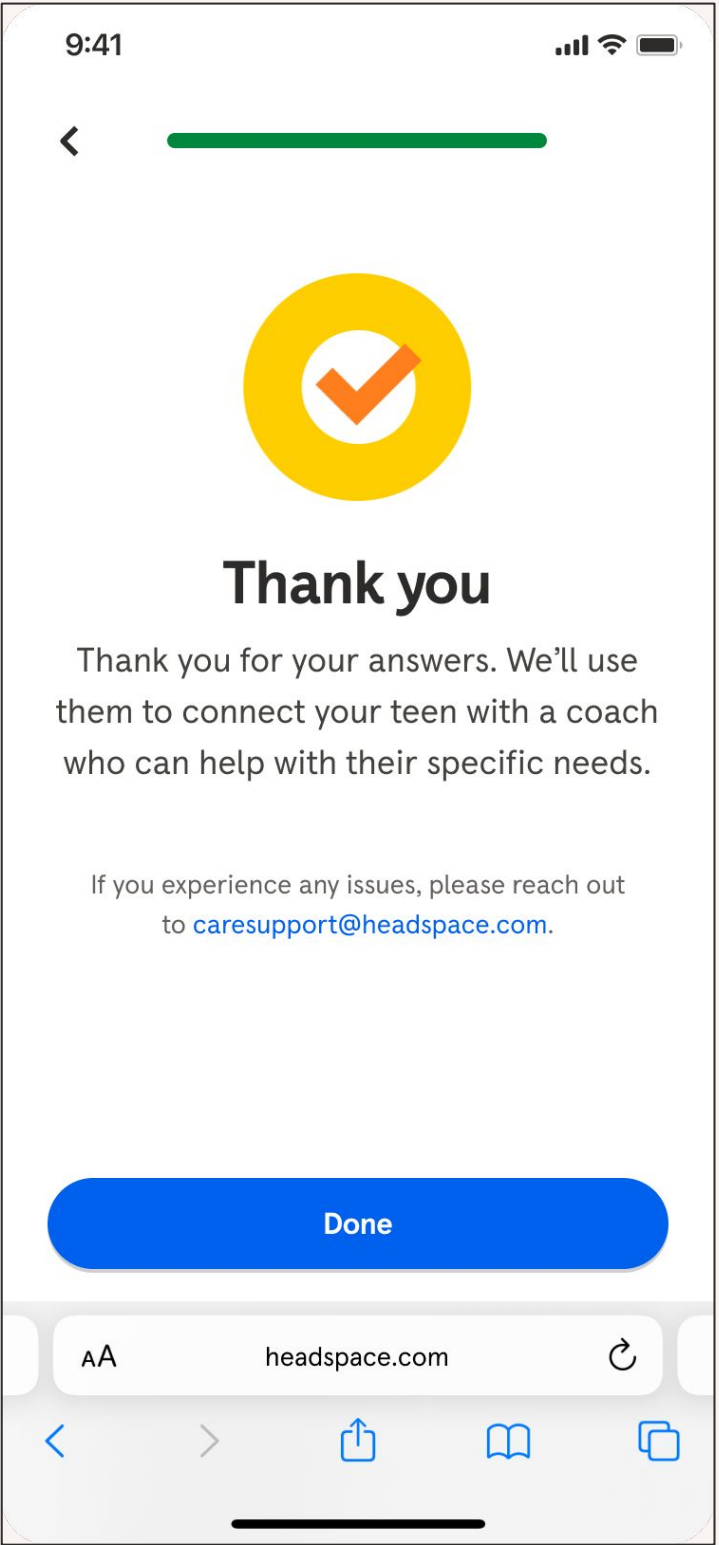 9:41
Thank you
Thank you for your answers. We’ll use
them to connect your teen with a coach
who can help with their specific needs.
If you experience any issues, please reach out
to caresupport@headspace.com.
Done
AA headspace.com